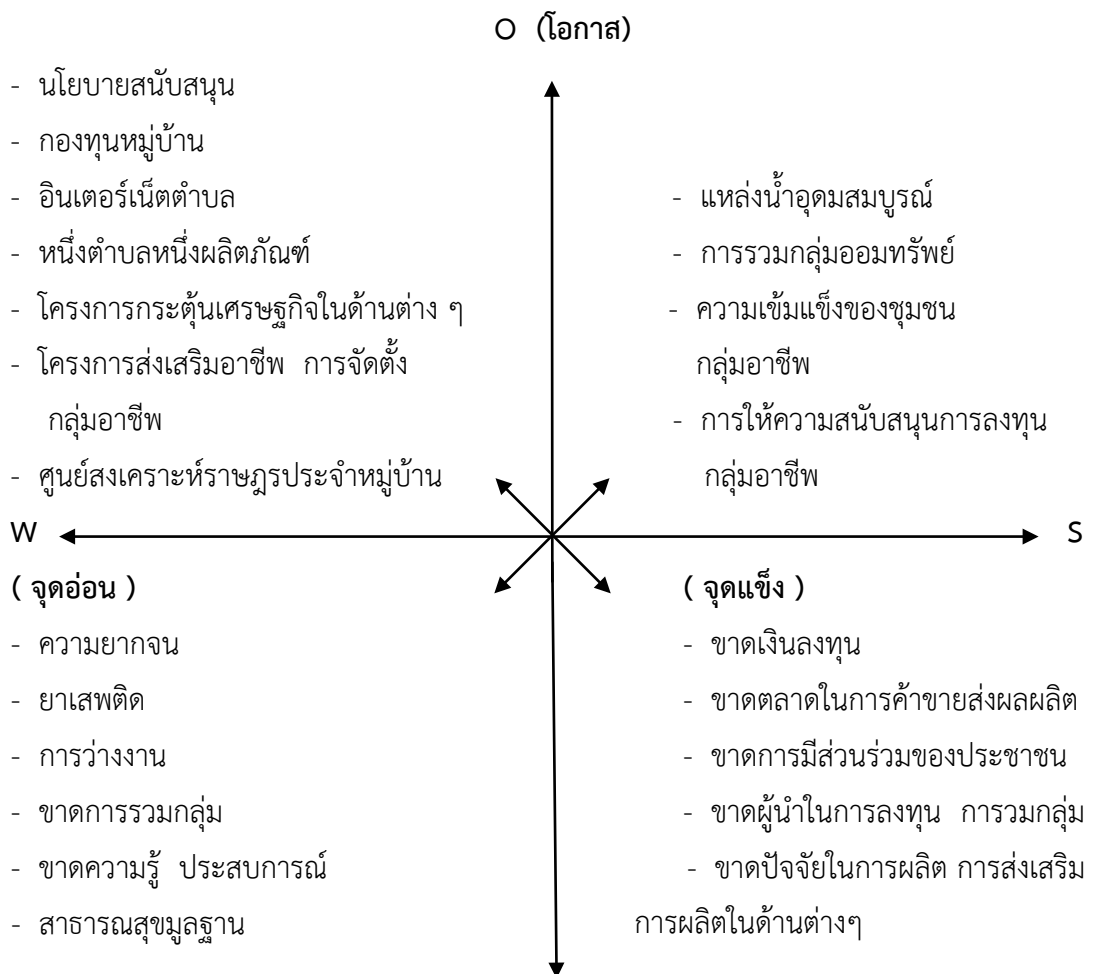 O (โอกาส)
- นโยบายสนับสนุน
- กองทุนหมู่บ้าน
- อินเตอร์เน็ตตำบล
- หนึ่งตำบลหนึ่งผลิตภัณฑ์
- โครงการกระตุ้นเศรษฐกิจในด้านต่าง ๆ
- โครงการส่งเสริมอาชีพ การจัดตั้ง
กลุ่มอาชีพ
- ศูนย์สงเคราะห์ราษฎรประจำหมู่บ้าน
- แหล่งน้ำอุดมสมบูรณ์
- การรวมกลุ่มออมทรัพย์
- ความเข้มแข็งของชุมชน
กลุ่มอาชีพ
- การให้ความสนับสนุนการลงทุน
กลุ่มอาชีพ
W
S
( จุดอ่อน )
- ความยากจน
- ยาเสพติด
- การว่างงาน
- ขาดการรวมกลุ่ม
- ขาดความรู้ ประสบการณ์
- สาธารณสุขมูลฐาน
( จุดแข็ง )
- ขาดเงินลงทุน
- ขาดตลาดในการค้าขายส่งผลผลิต
- ขาดการมีส่วนร่วมของประชาชน
- ขาดผู้นำในการลงทุน การวมกลุ่ม
- ขาดปัจจัยในการผลิต การส่งเสริม
การผลิตในด้านต่างๆ